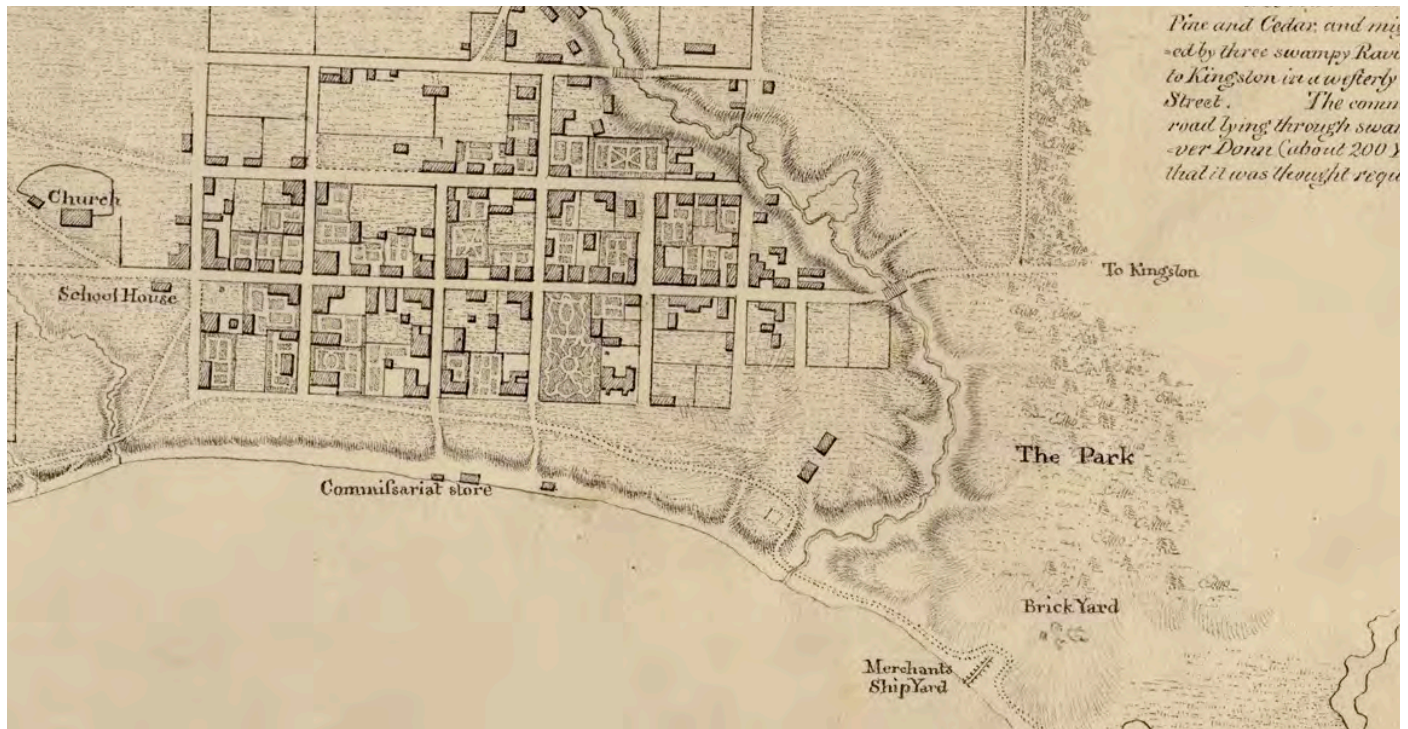 Pine and Cedar, and mi
=ed by three swampy Rav
to Kingston in a westerly
Street. The comm
road lying through swa
=ver Donn (about 200 Y
that it was thought requ
Church
To Kingston
School House
The Park
Commissariat store
Brick Yard
Merchants
Ship Yard